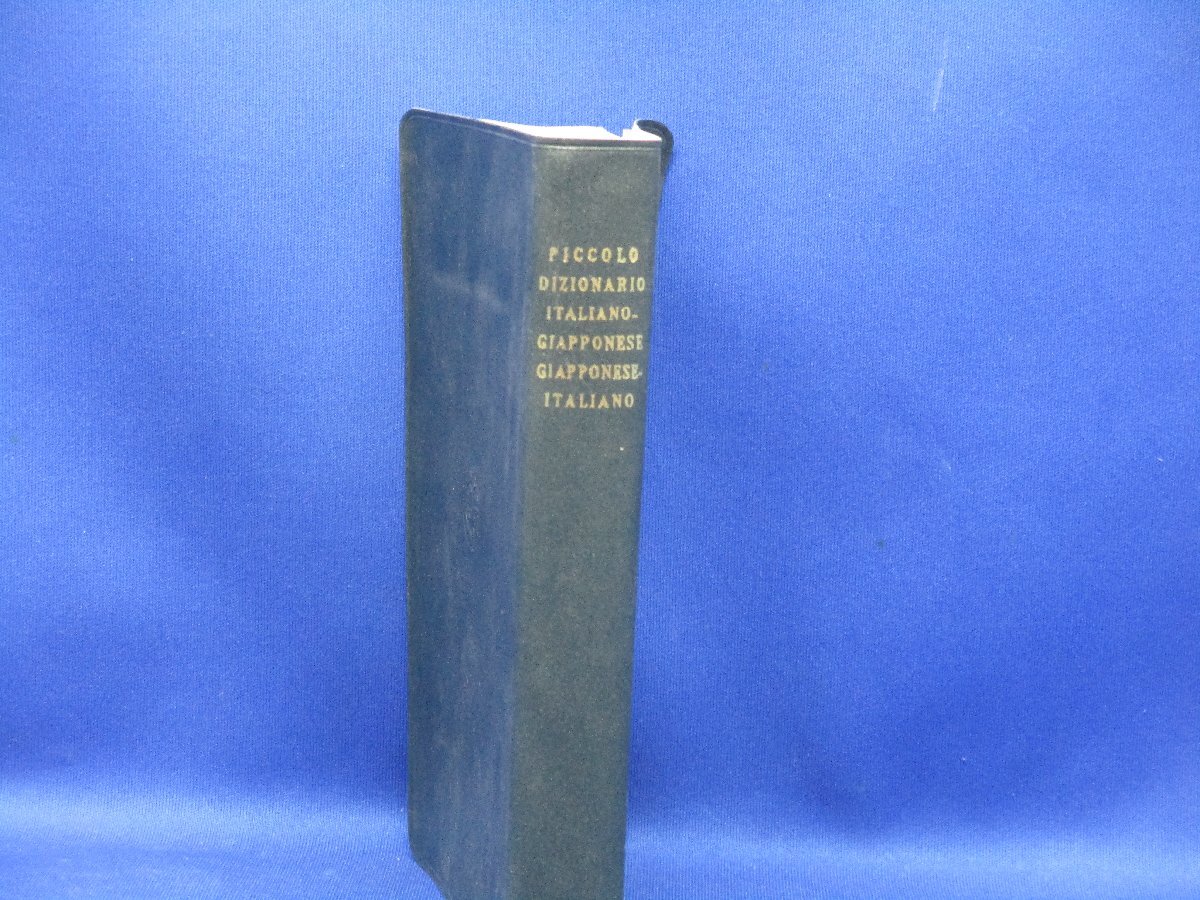 PICCOLO
DIZIONARIO
ITALIANO-
GIAPPONESE
GIAPPONESE-
ITALIANO